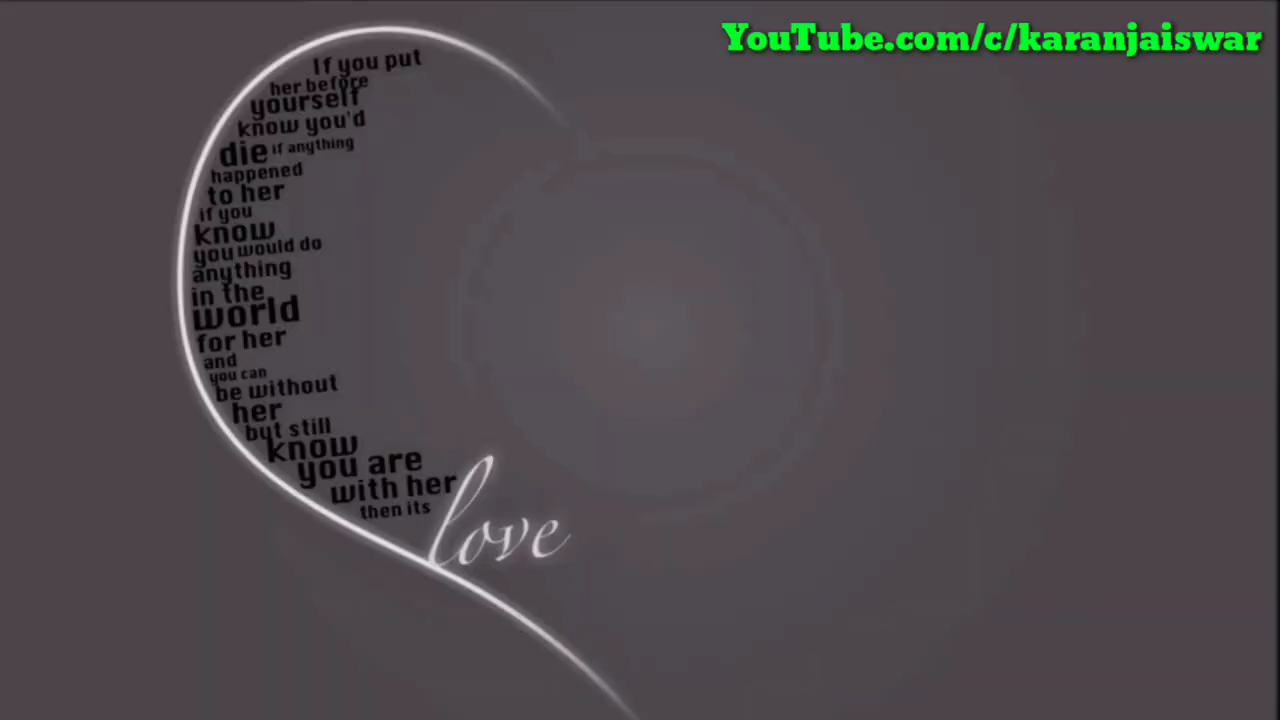 YouTube.com/c/karanjaiswar
If you put
her before
yourself
know you'd
die if anything
happened
to her
if you
know
you would do
anything
in the
world
for her
and
you can
be without
her
but still
know
you are
with her
then its
love